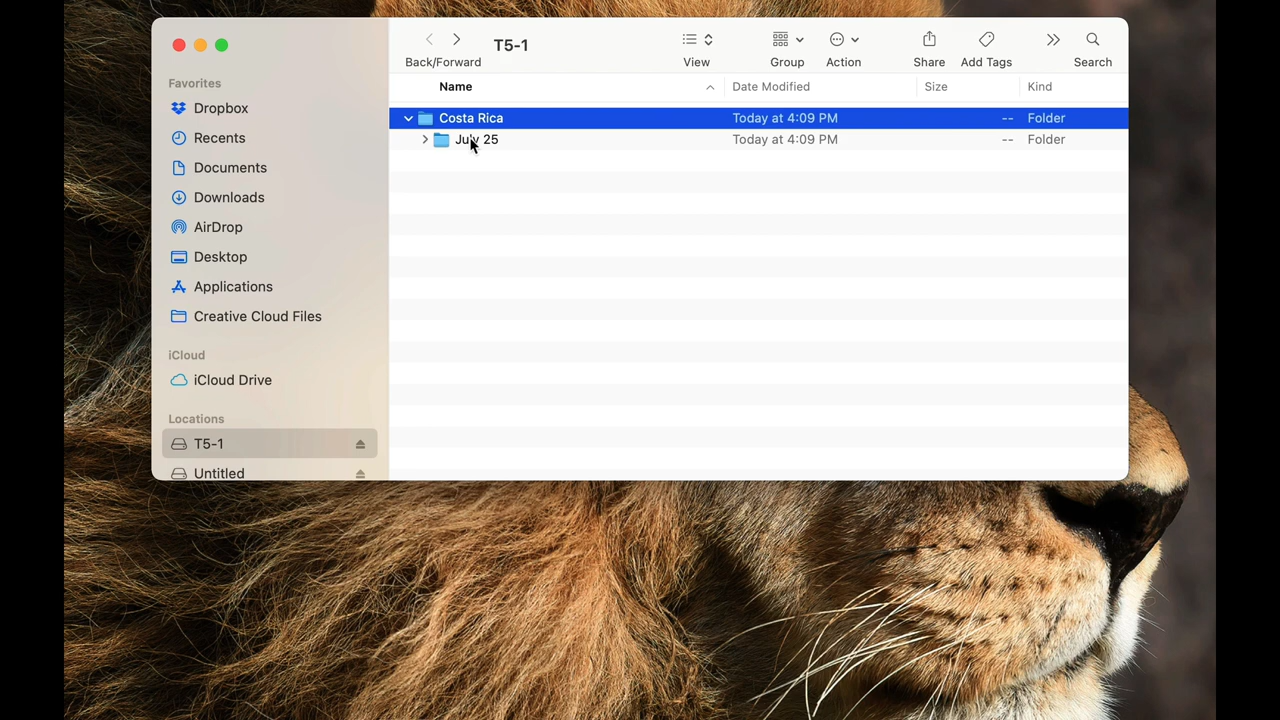 T5-1
Back/Forward
View
Group
Action
Share
Add Tags
Search
Favorites
Dropbox
Recents
Documents
Downloads
AirDrop
Desktop
Applications
Creative Cloud Files
iCloud
iCloud Drive
Locations
T5-1
Untitled
Name Date Modified Size Kind
Costa Rica Today at 4:09 PM -- Folder
July 25 Today at 4:09 PM -- Folder